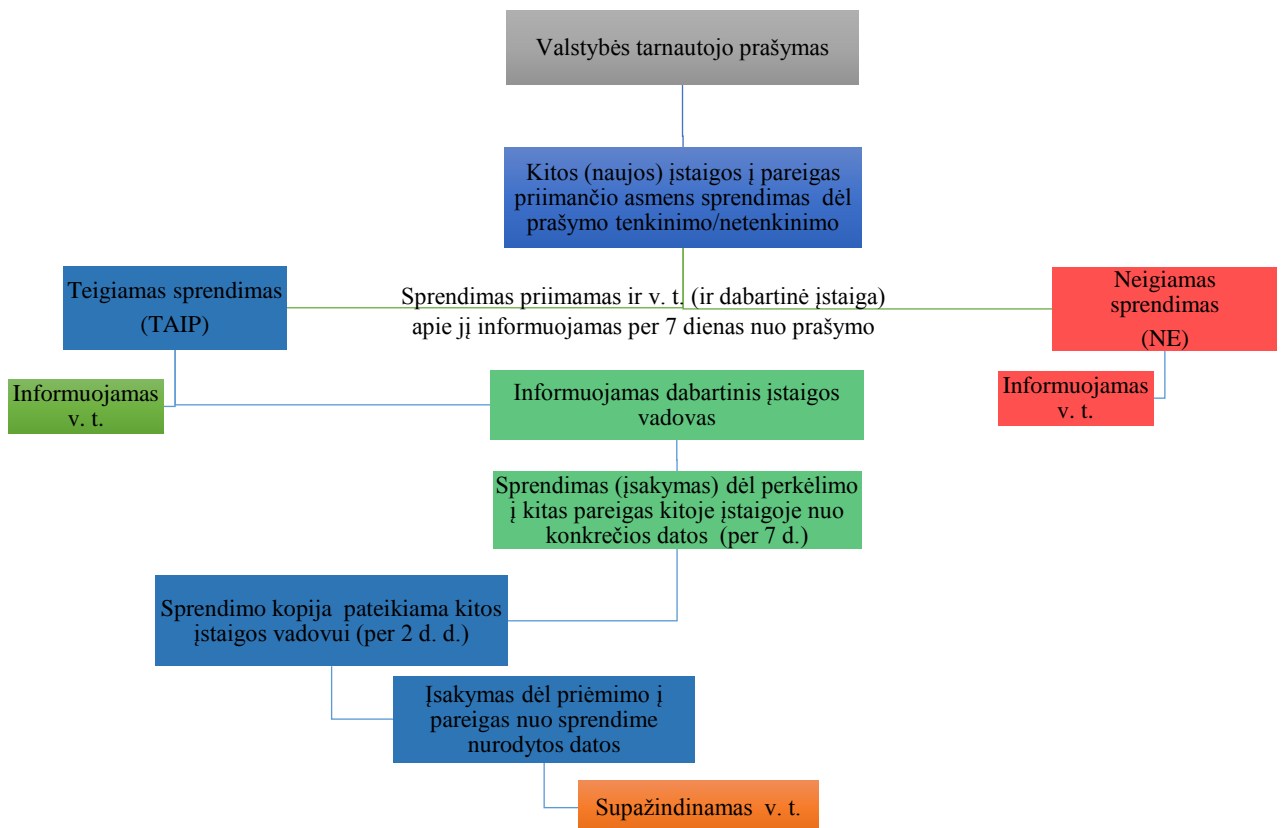 Valstybės tarnautojo prašymas
Kitos (naujos) įstaigos į pareigas
priimančio asmens sprendimas dėl
prašymo tenkinimo/netenkinimo
Teigiamas sprendimas
(TAIP)
Sprendimas priimamas ir v. t. (ir dabartinė įstaiga)
apie jį informuojamas per 7 dienas nuo prašymo
Neigiamas
sprendimas
(NE)
Informuojamas
v. t.
Informuojamas dabartinis įstaigos
vadovas
Informuojamas
v. t.
Sprendimas (įsakymas) dėl perkėlimo
į kitas pareigas kitoje įstaigoje nuo
konkrečios datos (per 7 d.)
Sprendimo kopija pateikiama kitos
įstaigos vadovui (per 2 d. d.)
Įsakymas dėl priėmimo į
pareigas nuo sprendime
nurodytos datos
Supažindinamas v. t.